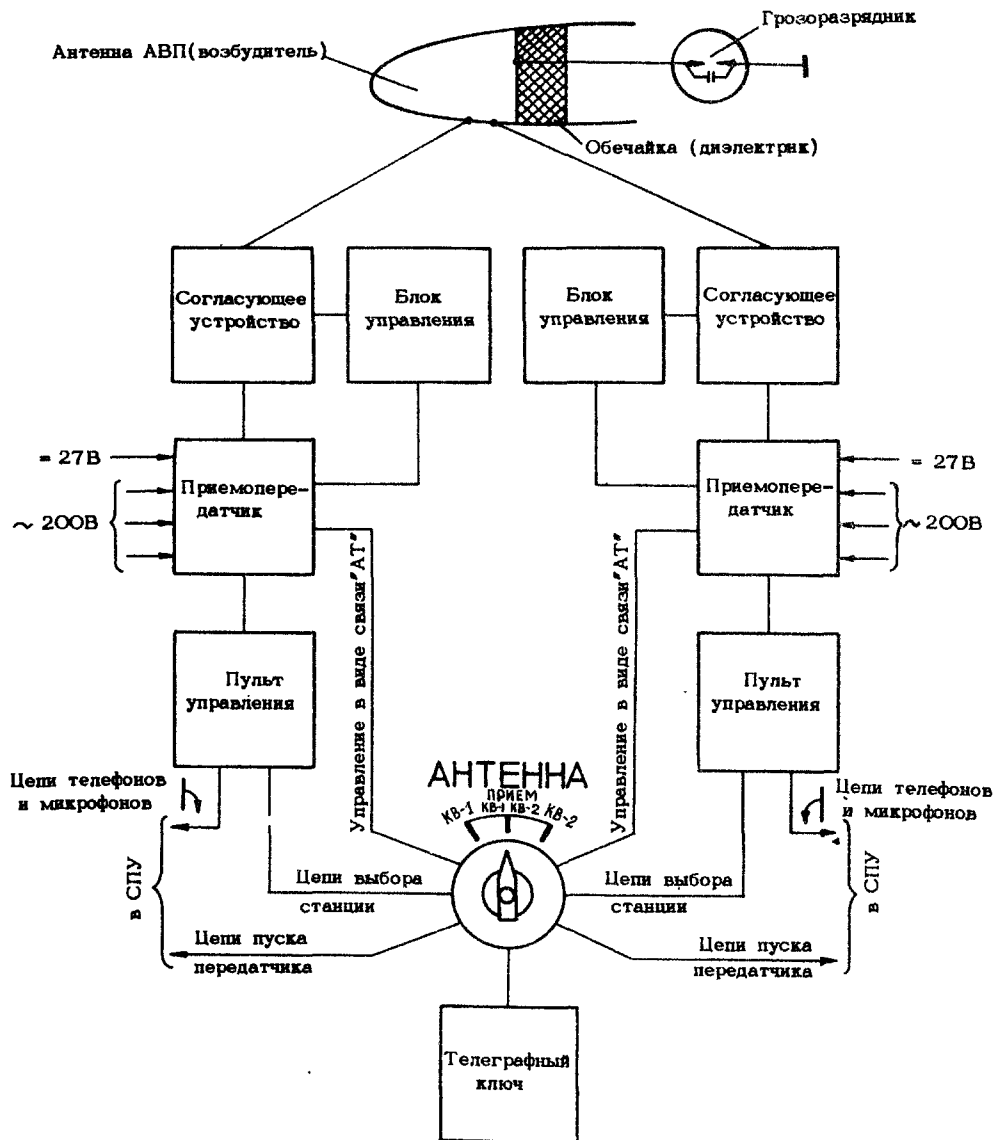 Грозоразрядник
Антенна АВП(возбудитель)
Обечайка (диэлектрик)
Согласующее
устройство
Блок
управления
Блок
управления
Согласующее
устройство
= 27В
~ 200В
Приемопере-
датчик
Приемопере-
датчик
= 27В
~ 200В
Управление в виде связи "АТ"
Управление в виде связи "АТ"
Пульт
управления
Пульт
управления
Цепи телефонов
и микрофонов
Цепи телефонов
и микрофонов
АНТЕННА
ПРИЕМ
КВ-1 КВ-1 КВ-2 КВ-2
в СПУ
в СПУ
Цепи выбора
станции
Цепи выбора
станции
Цепи пуска
передатчика
Цепи пуска
передатчика
Телеграфный
ключ